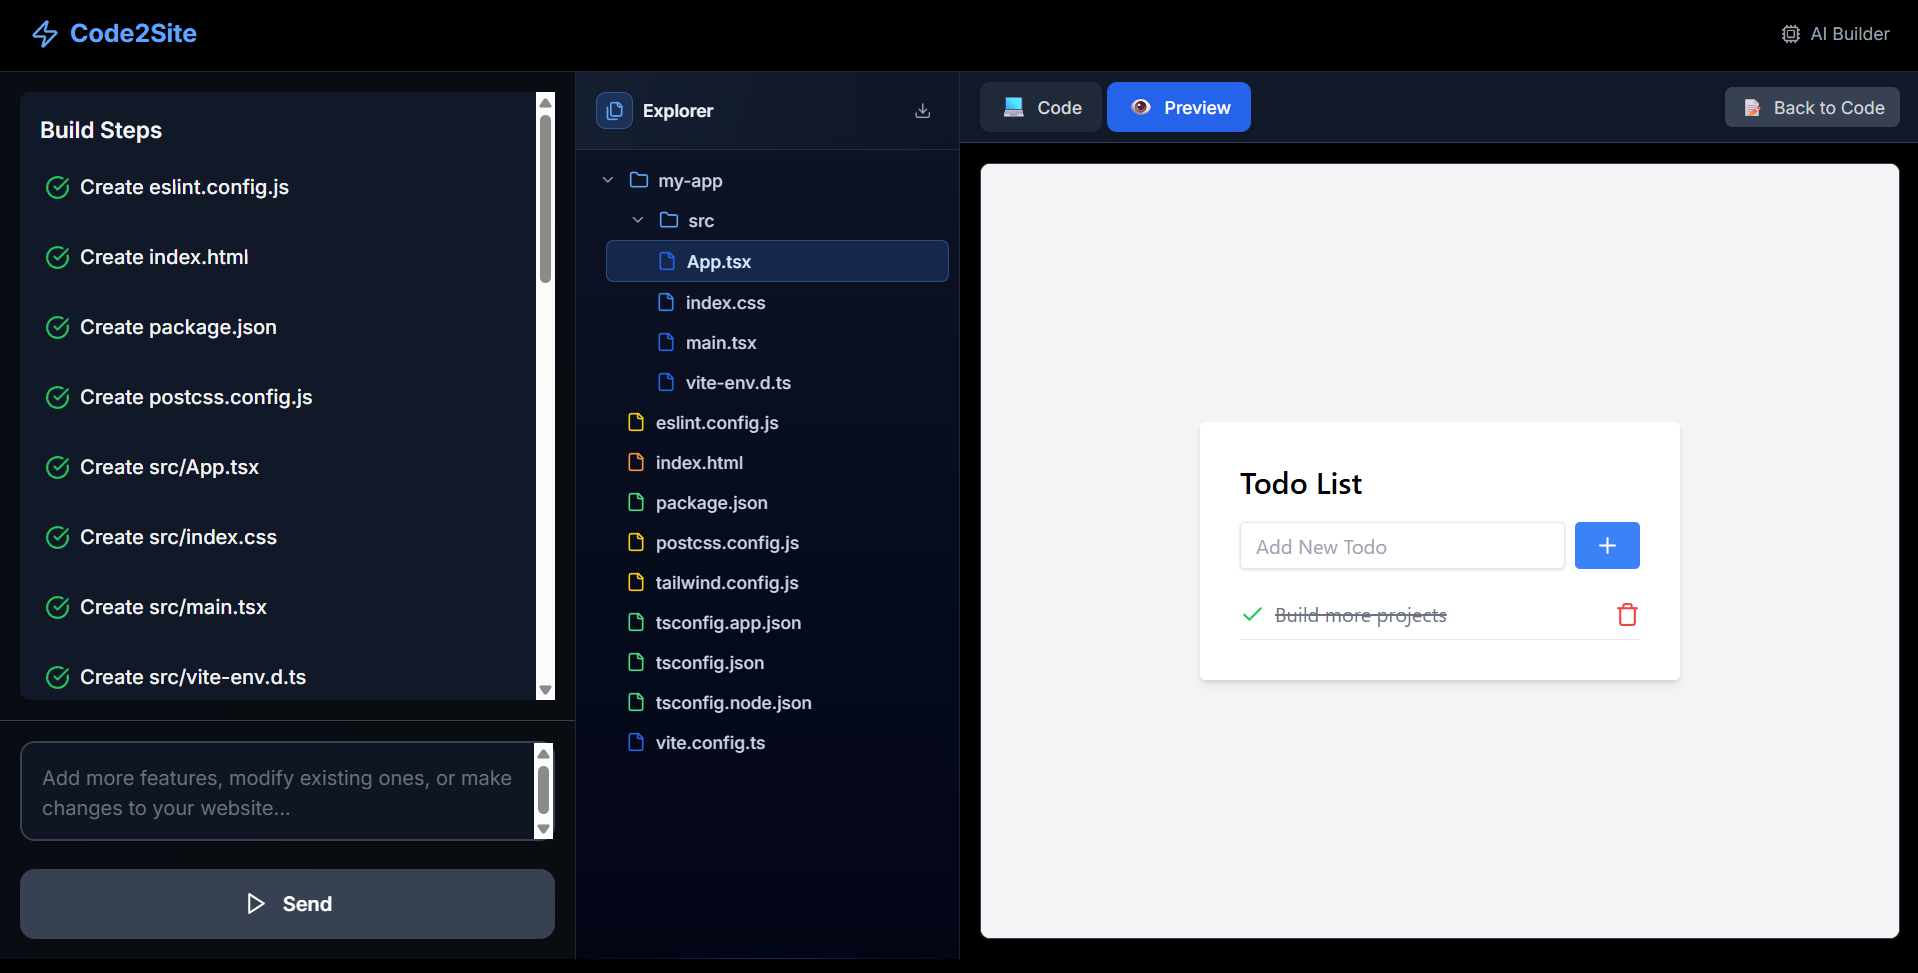 Code2Site
AI Builder
Build Steps
Create eslint.config.js
Create index.html
Create package.json
Create postcss.config.js
Create src/App.tsx
Create src/index.css
Create src/main.tsx
Create src/vite-env.d.ts
Add more features, modify existing ones, or make
changes to your website...
Send
Explorer
my-app
src
App.tsx
index.css
main.tsx
vite-env.d.ts
eslint.config.js
index.html
package.json
postcss.config.js
tailwind.config.js
tsconfig.app.json
tsconfig.json
tsconfig.node.json
vite.config.ts
Code
Preview
Back to Code
Todo List
Add New Todo
Build more projects